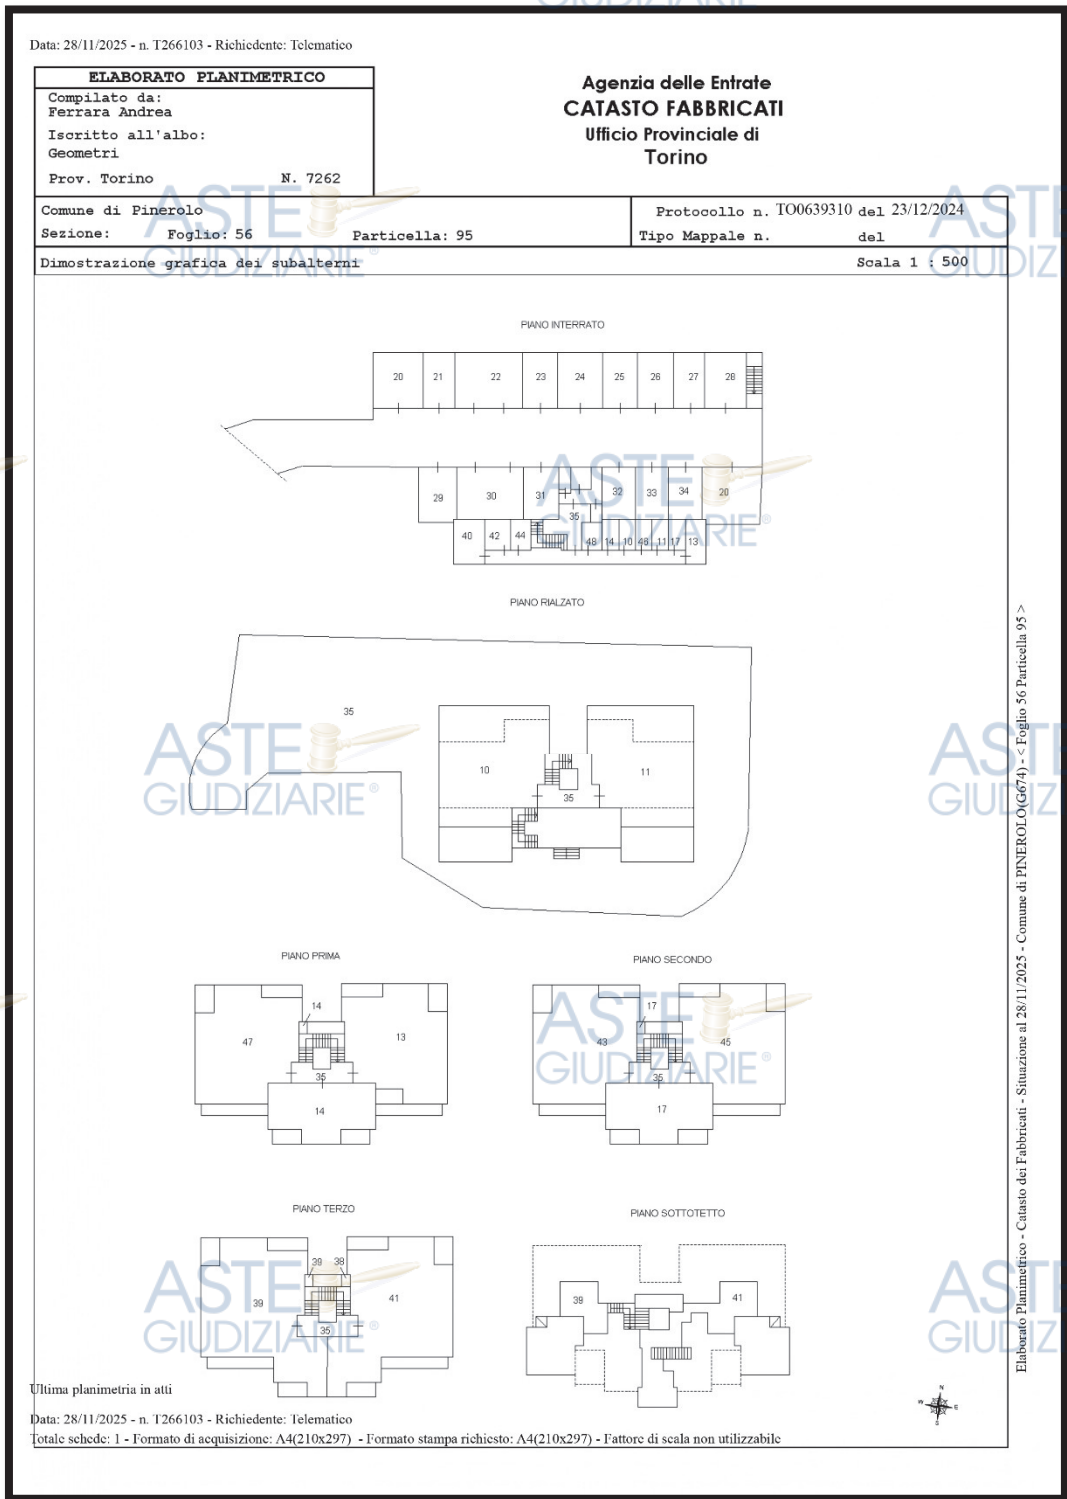 Data: 28/11/2025 - n. T266103 - Richiedente: Telematico
ELABORATO PLANIMETRICO
Compilato da:
Ferrara Andrea
Iscritto all'albo:
Geometri
Prov. Torino N. 7262
Agenzia delle Entrate
CATASTO FABBRICATI
Ufficio Provinciale di
Torino
Comune di Pinerolo
Sezione: Foglio: 56 Particella: 95
Protocollo n. TO0639310 del 23/12/2024
Tipo Mappale n. del
Dimostrazione grafica dei subalterni Scala 1 : 500
PIANO INTERRATO
20 21 22 23 24 25 26 27 28
29 30 31 32 33 34 20
35
40 42 44 48 14 10 46 11 17 13
PIANO RIALZATO
35
10 11
35
PIANO PRIMA
14
47 13
35
14
PIANO SECONDO
17
43 45
35
17
PIANO TERZO
39 38
39 41
35
PIANO SOTTOTETTO
39 41
Ultima planimetria in atti
Data: 28/11/2025 - n. T266103 - Richiedente: Telematico
Totale schede: 1 - Formato di acquisizione: A4(210x297) - Formato stampa richiesto: A4(210x297) - Fattore di scala non utilizzabile
N
W E
S
Elaborato Planimetrico - Catasto dei Fabbricati - Situazione al 28/11/2025 - Comune di PINEROLO(G674) - < Foglio 56 Particella 95 >
ASTE
GIUDIZIARIE®